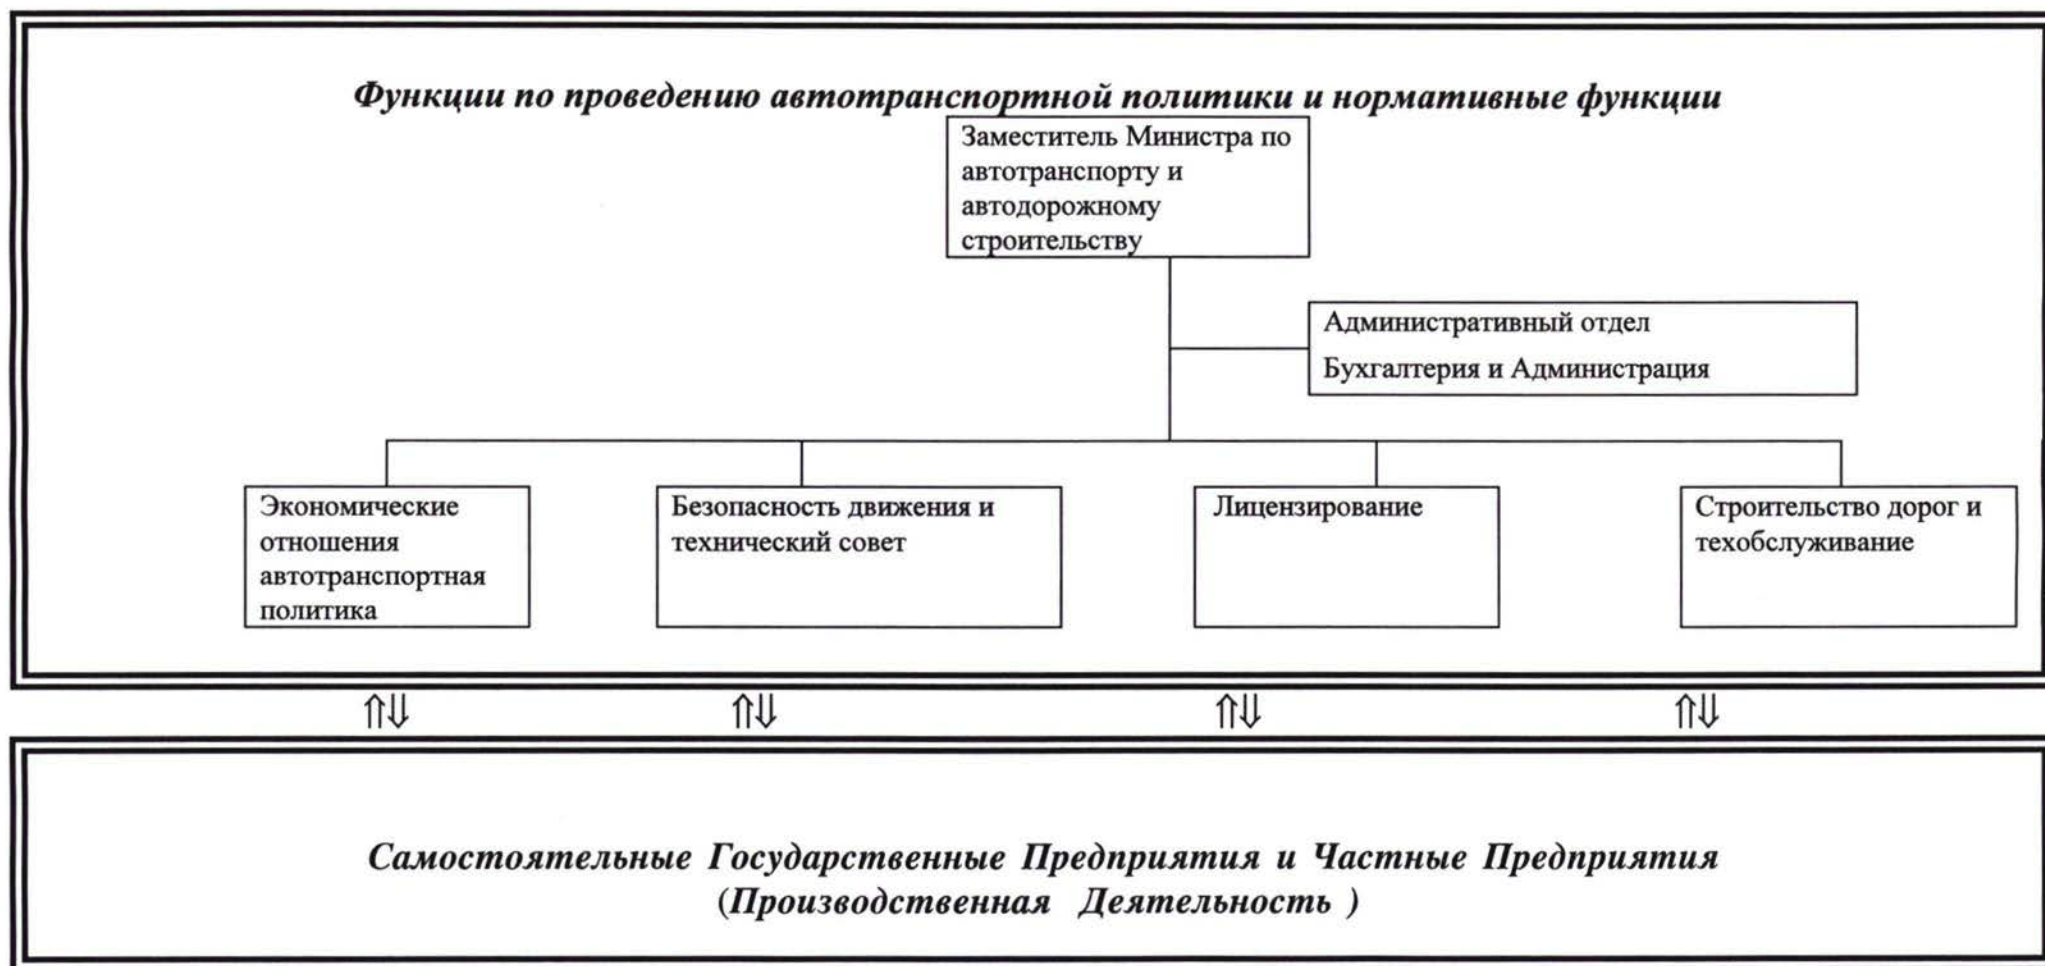 Функции по проведению автотранспортной политики и нормативные функции
Заместитель Министра по
автотранспорту и
автодорожному
строительству
Административный отдел
Бухгалтерия и Администрация
Экономические
отношения
автотранспортная
политика
Безопасность движения и
технический совет
Лицензирование
Строительство дорог и
техобслуживание
⇑⇓ ⇑⇓ ⇑⇓ ⇑⇓
Самостоятельные Государственные Предприятия и Частные Предприятия
(Производственная Деятельность )